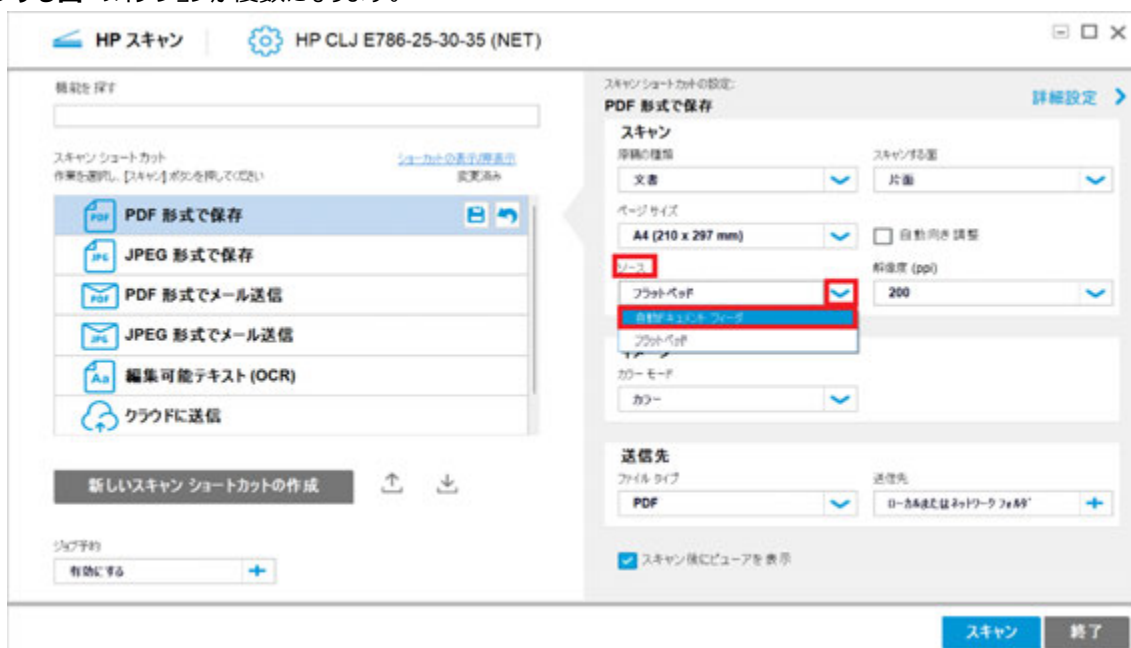 HP スキャン
HP CLJ E786-25-30-35 (NET)
機能を探す
スキャン ショートカット
ショーカットの表示/非表示
作業を選択し、[スキャン] ボタンを押してください
変更済み
PDF 形式で保存
JPEG 形式で保存
PDF 形式でメール送信
JPEG 形式でメール送信
編集可能テキスト (OCR)
クラウドに送信
新しいスキャン ショートカットの作成
ジョブ予約
有効にする
スキャン ショートカットの設定:
PDF 形式で保存
詳細設定
スキャン
原稿の種類
スキャンする面
文書
片面
ページ サイズ
A4 (210 x 297 mm)
自動向き調整
ソース
解像度 (ppi)
フラットベッド
200
自動ドキュメント フィーダ
フラットベッド
カラー モード
カラー
送信先
ファイル タイプ
送信先
PDF
ローカルまたはネットワーク フォルダ
スキャン後にビューアを表示
スキャン
終了